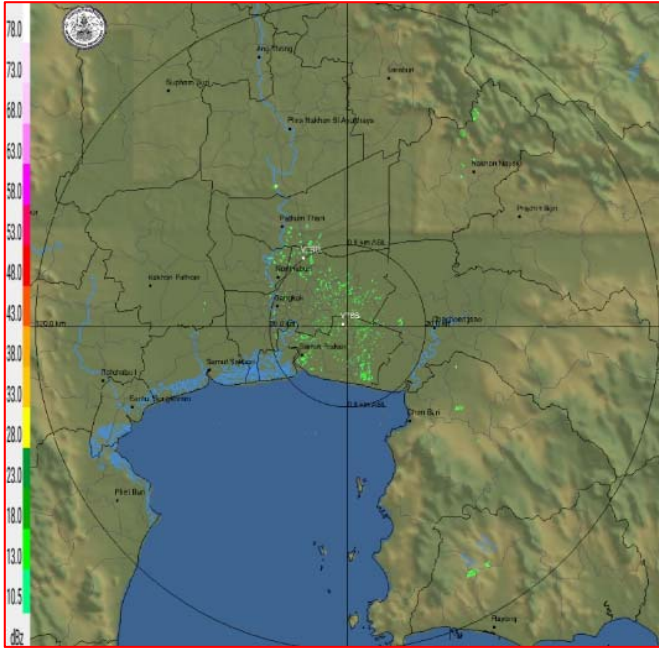 78.0
73.0
68.0
63.0
58.0
53.0
48.0
43.0
38.0
33.0
28.0
23.0
18.0
13.0
10.5
dBz
Ang Thong
Suphan Buri
Saraburi
Phra Nakhon Si Ayutthaya
Nakhon Nayok
Prachin Buri
Pathum Thani
Nonthaburi
Nakhon Pathom
Bangkok
VTBS
Samut Prakan
Samut Sakhon
Ratchaburi
Samut Songkhram
Chon Buri
Phet Buri
Rayong